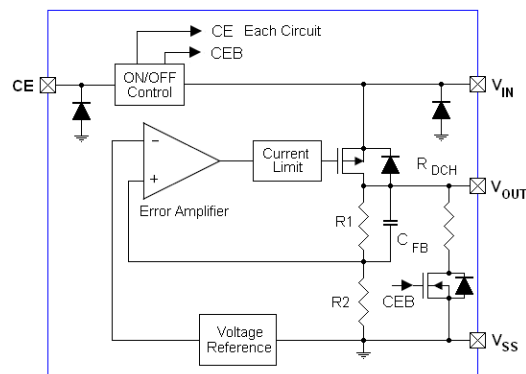 CE Each Circuit
CEB
CE
ON/OFF
Control
VIN
−
+
Error Amplifier
Current
Limit
RDCH
VOUT
R1
CFB
R2
CEB
Voltage
Reference
VSS